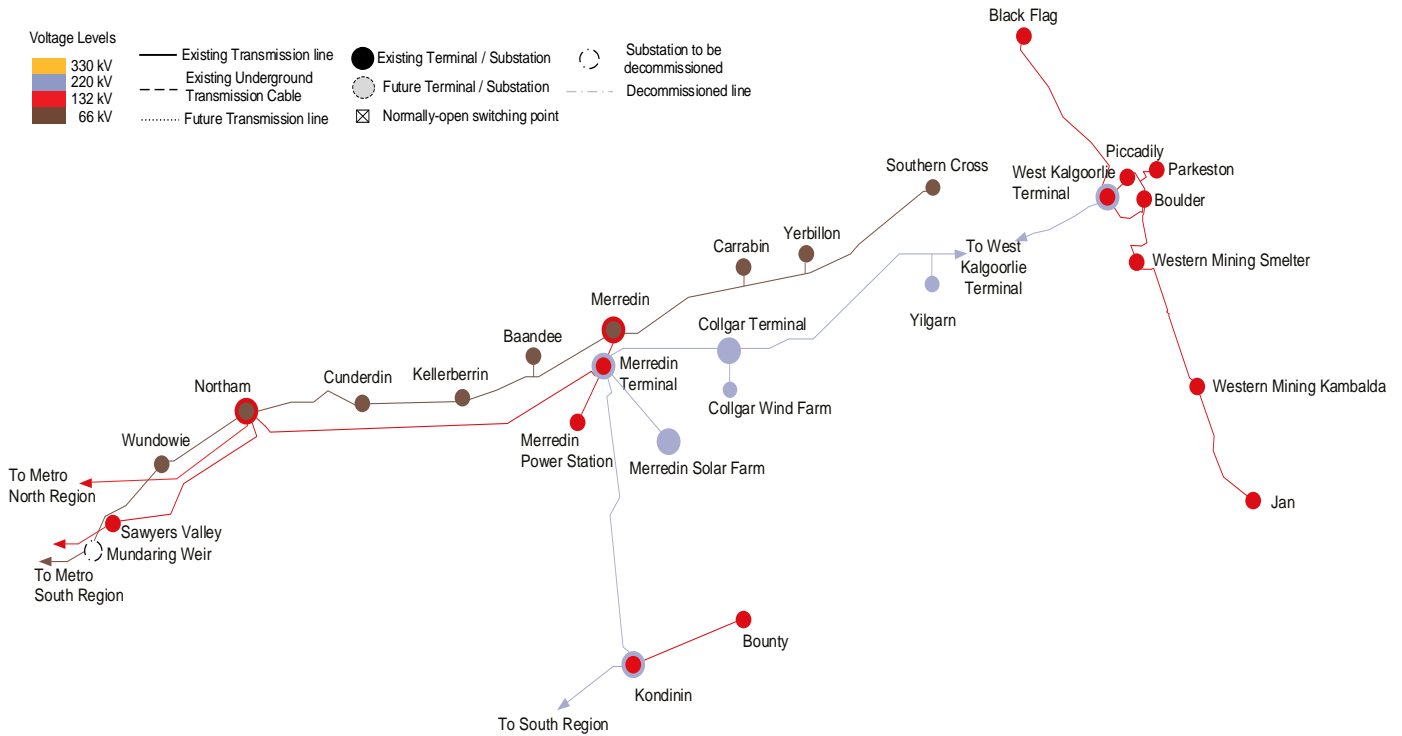 Voltage Levels
330 kV
220 kV
132 kV
66 kV
Existing Transmission line
Existing Underground
Transmission Cable
Future Transmission line
Existing Terminal / Substation
Future Terminal / Substation
Normally-open switching point
Substation to be
decommissioned
Decommissioned line
Black Flag
Piccadily
West Kalgoorlie
Terminal
Parkeston
Boulder
Southern Cross
Western Mining Smelter
Yerbillon
Carrabin
To West
Kalgoorlie
Terminal
Yilgarn
Merredin
Collgar Terminal
Baandee
Merredin
Terminal
Kellerberrin
Cunderdin
Northam
Collgar Wind Farm
Western Mining Kambalda
Wundowie
Merredin
Power Station
Merredin Solar Farm
To Metro
North Region
Jan
Sawyers Valley
Mundaring Weir
To Metro
South Region
Bounty
Kondinin
To South Region